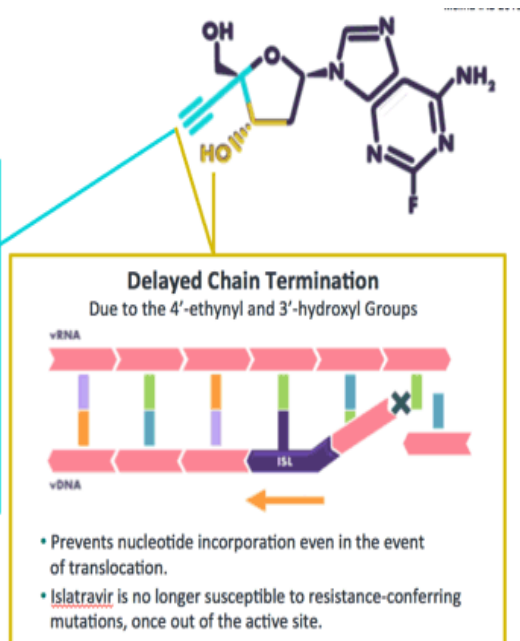 OH
O
N
N
NH₂
HO
N
N
F
Delayed Chain Termination
Due to the 4′-ethynyl and 3′-hydroxyl Groups
vRNA
ISL
vDNA
• Prevents nucleotide incorporation even in the event
of translocation.
• Islatravir is no longer susceptible to resistance-conferring
mutations, once out of the active site.